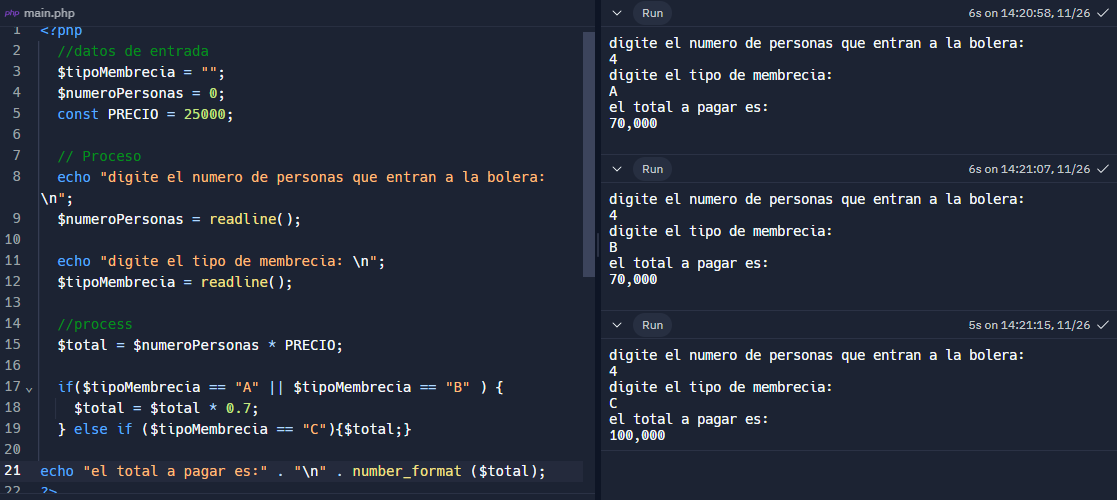 php main.php
1 <?php
2 //datos de entrada
3 $tipoMembrecia = "";
4 $numeroPersonas = 0;
5 const PRECIO = 25000;
6
7 // Proceso
8 echo "digite el numero de personas que entran a la bolera:
\n";
9 $numeroPersonas = readline();
10
11 echo "digite el tipo de membrecia: \n";
12 $tipoMembrecia = readline();
13
14 //process
15 $total = $numeroPersonas * PRECIO;
16
17 if($tipoMembrecia == "A" || $tipoMembrecia == "B" ) {
18 $total = $total * 0.7;
19 } else if ($tipoMembrecia == "C"){$total;}
20
21 echo "el total a pagar es:" . "\n" . number_format ($total);
22 ?>
Run 6s on 14:20:58, 11/26
digite el numero de personas que entran a la bolera:
4
digite el tipo de membrecia:
A
el total a pagar es:
70,000
Run 6s on 14:21:07, 11/26
digite el numero de personas que entran a la bolera:
4
digite el tipo de membrecia:
B
el total a pagar es:
70,000
Run 5s on 14:21:15, 11/26
digite el numero de personas que entran a la bolera:
4
digite el tipo de membrecia:
C
el total a pagar es:
100,000